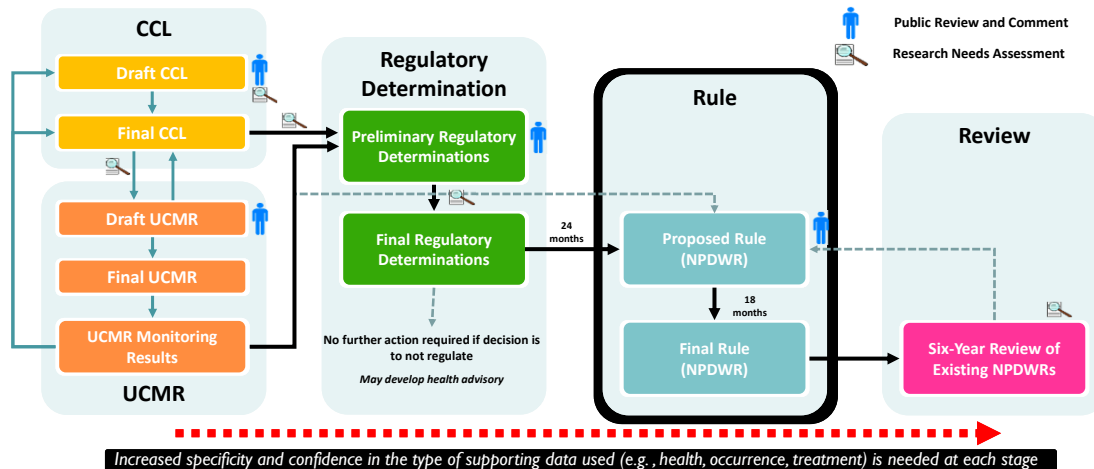 CCL
Draft CCL
Final CCL
Draft UCMR
Final UCMR
UCMR Monitoring
Results
UCMR
Regulatory
Determination
Preliminary Regulatory
Determinations
Final Regulatory
Determinations
No further action required if decision is
to not regulate
May develop health advisory
24
months
Rule
Proposed Rule
(NPDWR)
18
months
Final Rule
(NPDWR)
Public Review and Comment
Research Needs Assessment
Review
Six-Year Review of
Existing NPDWRs
Increased specificity and confidence in the type of supporting data used (e.g., health, occurrence, treatment) is needed at each stage